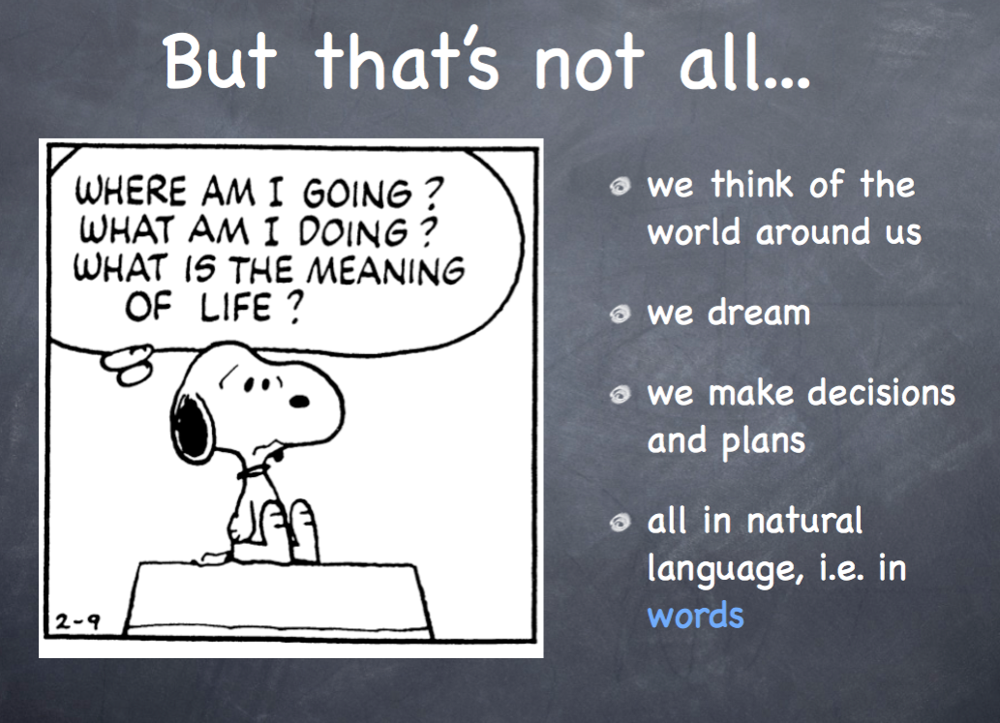 But that's not all...
WHERE AM I GOING?
WHAT AM I DOING?
WHAT IS THE MEANING
OF LIFE?
2-9
we think of the
world around us
we dream
we make decisions
and plans
all in natural
language, i.e. in
words